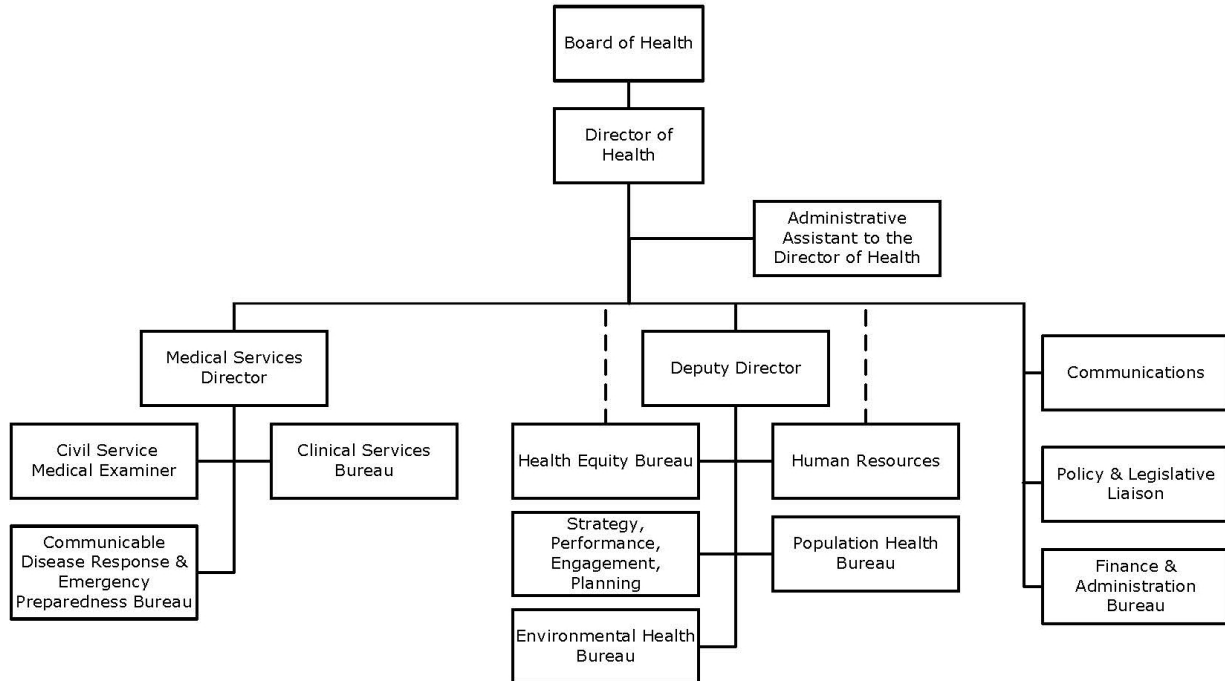 Board of Health
Director of
Health
Administrative
Assistant to the
Director of Health
Medical Services
Director
Deputy Director
Communications
Civil Service
Medical Examiner
Clinical Services
Bureau
Health Equity Bureau
Human Resources
Policy & Legislative
Liaison
Communicable
Disease Response &
Emergency
Preparedness Bureau
Strategy,
Performance,
Engagement,
Planning
Population Health
Bureau
Finance &
Administration
Bureau
Environmental Health
Bureau